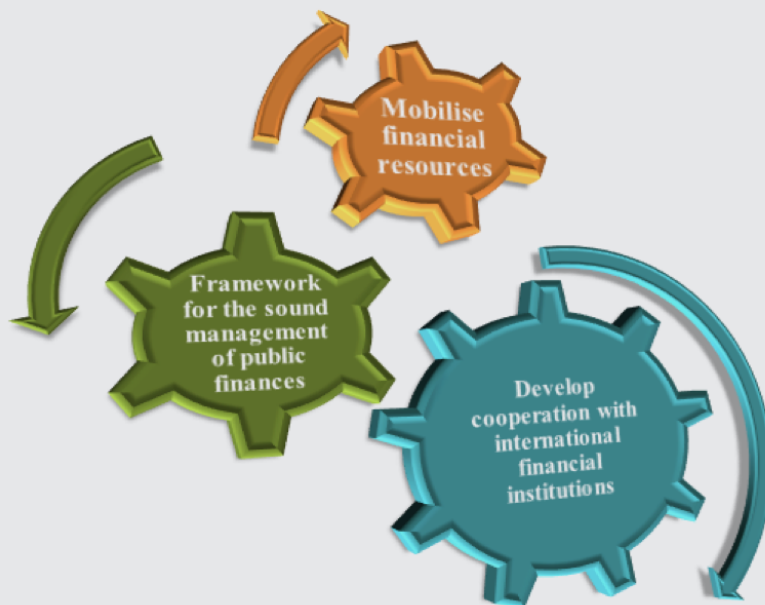 Mobilise
financial
resources
Framework
for the sound
management
of public
finances
Develop
cooperation with
international
financial
institutions